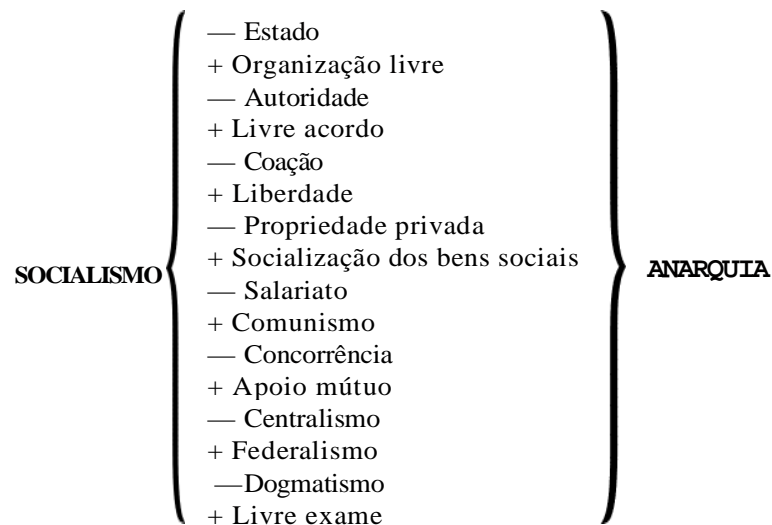 — Estado
+ Organização livre
— Autoridade
+ Livre acordo
— Coação
+ Liberdade
— Propriedade privada
+ Socialização dos bens sociais
SOCIALISMO
ANARQUIA
— Salariato
+ Comunismo
— Concorrência
+ Apoio mútuo
— Centralismo
+ Federalismo
—Dogmatismo
+ Livre exame